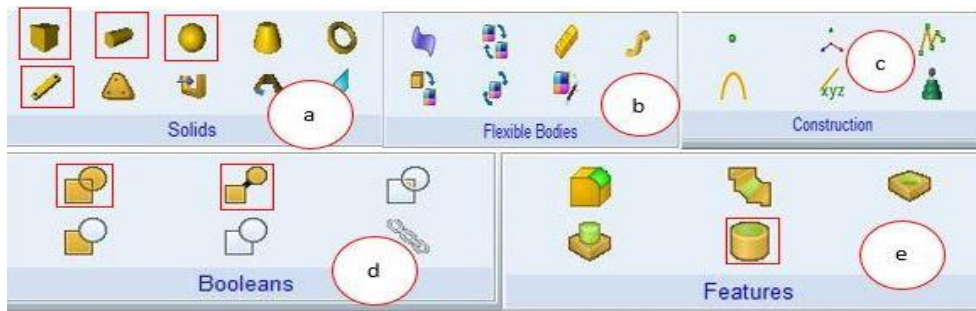 a
b
c
xyz
Solids
Flexible Bodies
Construction
d
e
Booleans
Features